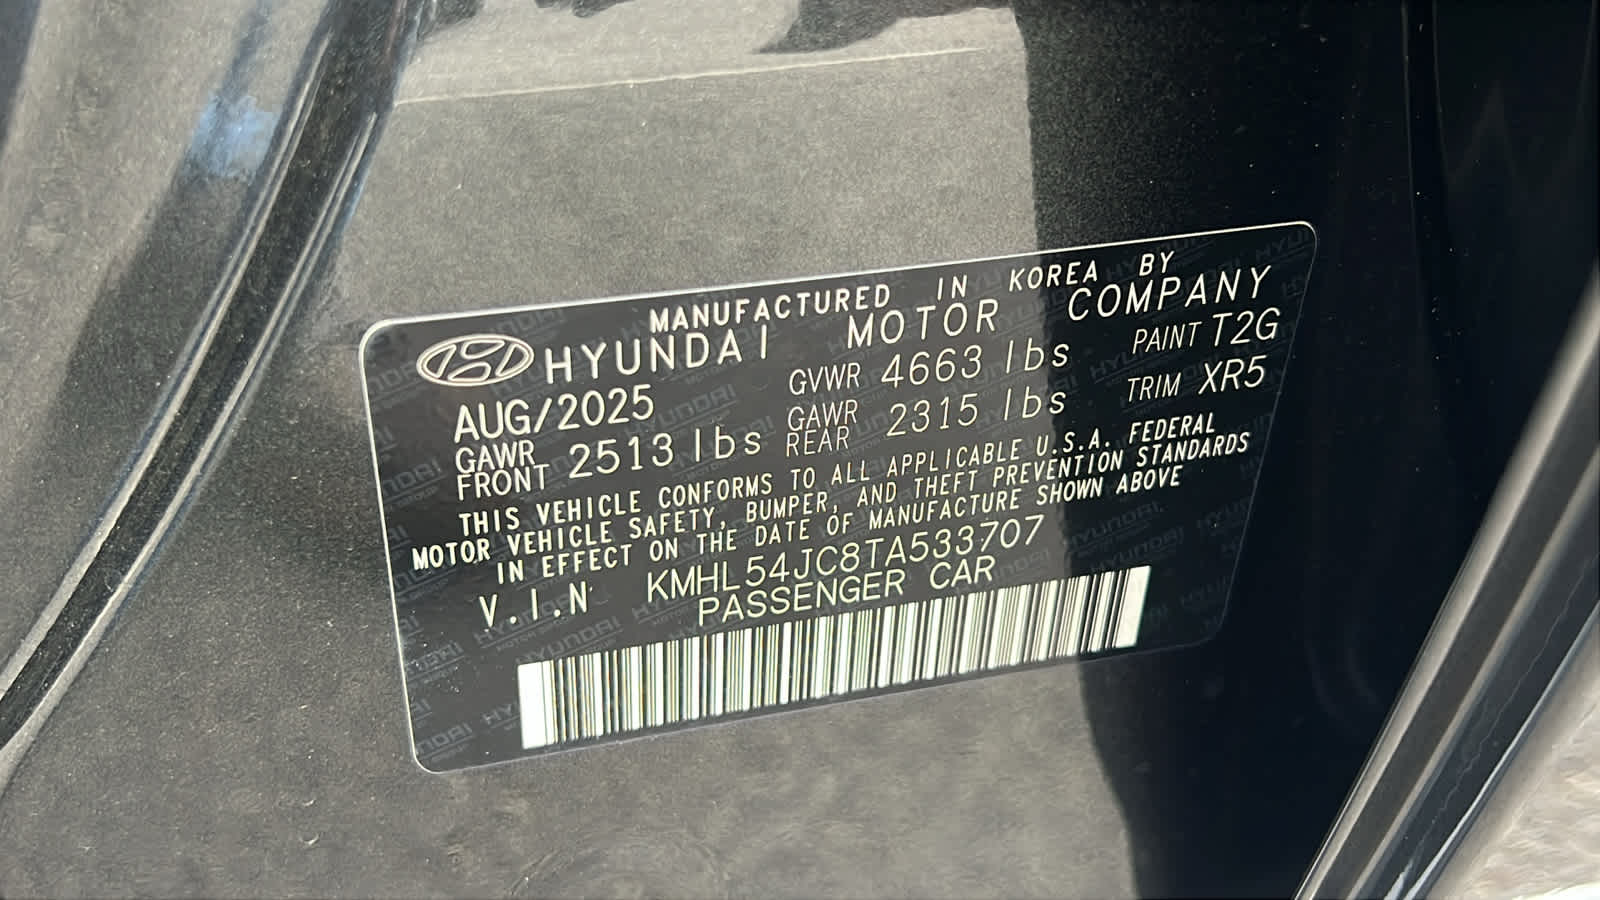 MANUFACTURED IN KOREA BY
HYUNDAI MOTOR COMPANY
AUG/2025 GVWR 4663 lbs PAINT T2G
GAWR FRONT 2513 lbs GAWR REAR 2315 lbs TRIM XR5
THIS VEHICLE CONFORMS TO ALL APPLICABLE U.S.A. FEDERAL
MOTOR VEHICLE SAFETY, BUMPER, AND THEFT PREVENTION STANDARDS
IN EFFECT ON THE DATE OF MANUFACTURE SHOWN ABOVE
V.I.N KMHL54JC8TA533707
PASSENGER CAR